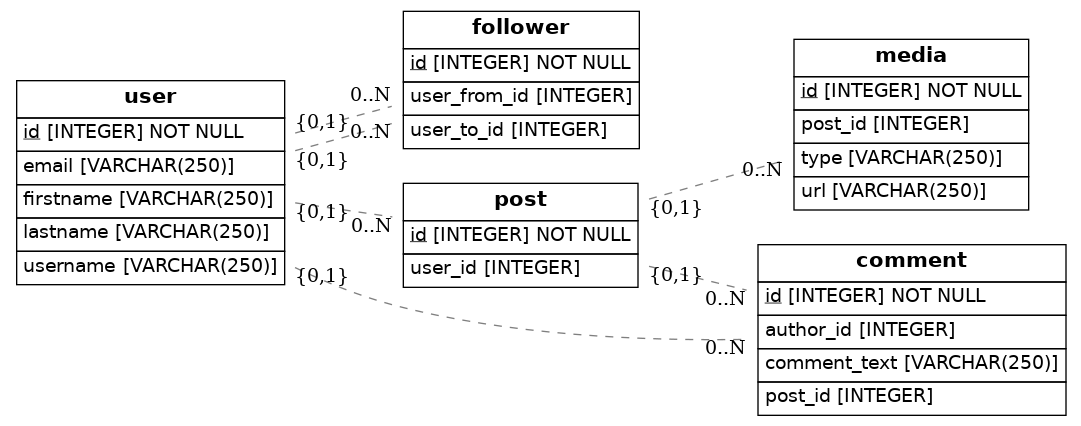 user
id [INTEGER] NOT NULL
email [VARCHAR(250)]
firstname [VARCHAR(250)]
lastname [VARCHAR(250)]
username [VARCHAR(250)]
0..N
{0,1}
0..N
{0,1}
{0,1}
0..N
{0,1}
follower
id [INTEGER] NOT NULL
user_from_id [INTEGER]
user_to_id [INTEGER]
post
id [INTEGER] NOT NULL
user_id [INTEGER]
0..N
{0,1}
{0,1}
0..N
0..N
media
id [INTEGER] NOT NULL
post_id [INTEGER]
type [VARCHAR(250)]
url [VARCHAR(250)]
comment
id [INTEGER] NOT NULL
author_id [INTEGER]
comment_text [VARCHAR(250)]
post_id [INTEGER]